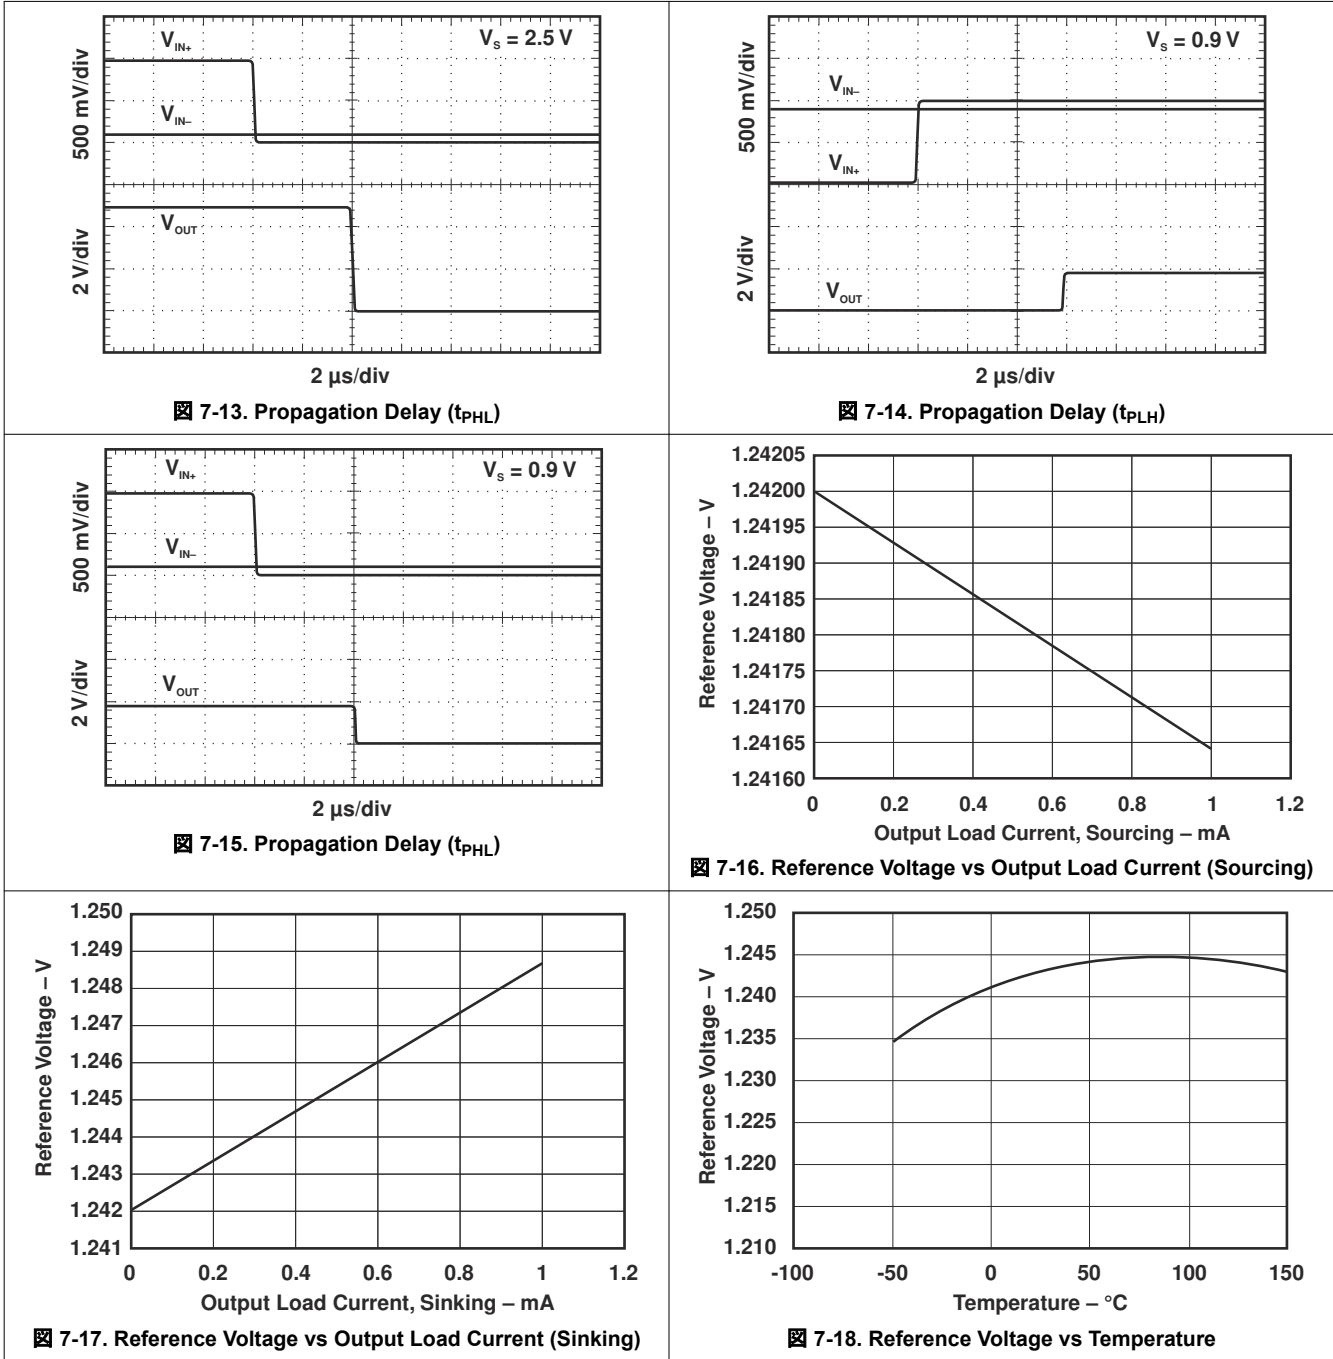 V_IN+
V_S = 2.5 V
V_IN–
V_OUT
500 mV/div
2 V/div
2 µs/div
図 7-13. Propagation Delay (t_PHL)
V_S = 0.9 V
V_IN–
V_IN+
V_OUT
500 mV/div
2 V/div
2 µs/div
図 7-14. Propagation Delay (t_PLH)
V_IN+
V_S = 0.9 V
V_IN–
V_OUT
500 mV/div
2 V/div
2 µs/div
図 7-15. Propagation Delay (t_PHL)
Reference Voltage – V
1.24205
1.24200
1.24195
1.24190
1.24185
1.24180
1.24175
1.24170
1.24165
1.24160
0 0.2 0.4 0.6 0.8 1 1.2
Output Load Current, Sourcing – mA
図 7-16. Reference Voltage vs Output Load Current (Sourcing)
Reference Voltage – V
1.250
1.249
1.248
1.247
1.246
1.245
1.244
1.243
1.242
1.241
0 0.2 0.4 0.6 0.8 1 1.2
Output Load Current, Sinking – mA
図 7-17. Reference Voltage vs Output Load Current (Sinking)
Reference Voltage – V
1.250
1.245
1.240
1.235
1.230
1.225
1.220
1.215
1.210
-100 -50 0 50 100 150
Temperature – °C
図 7-18. Reference Voltage vs Temperature